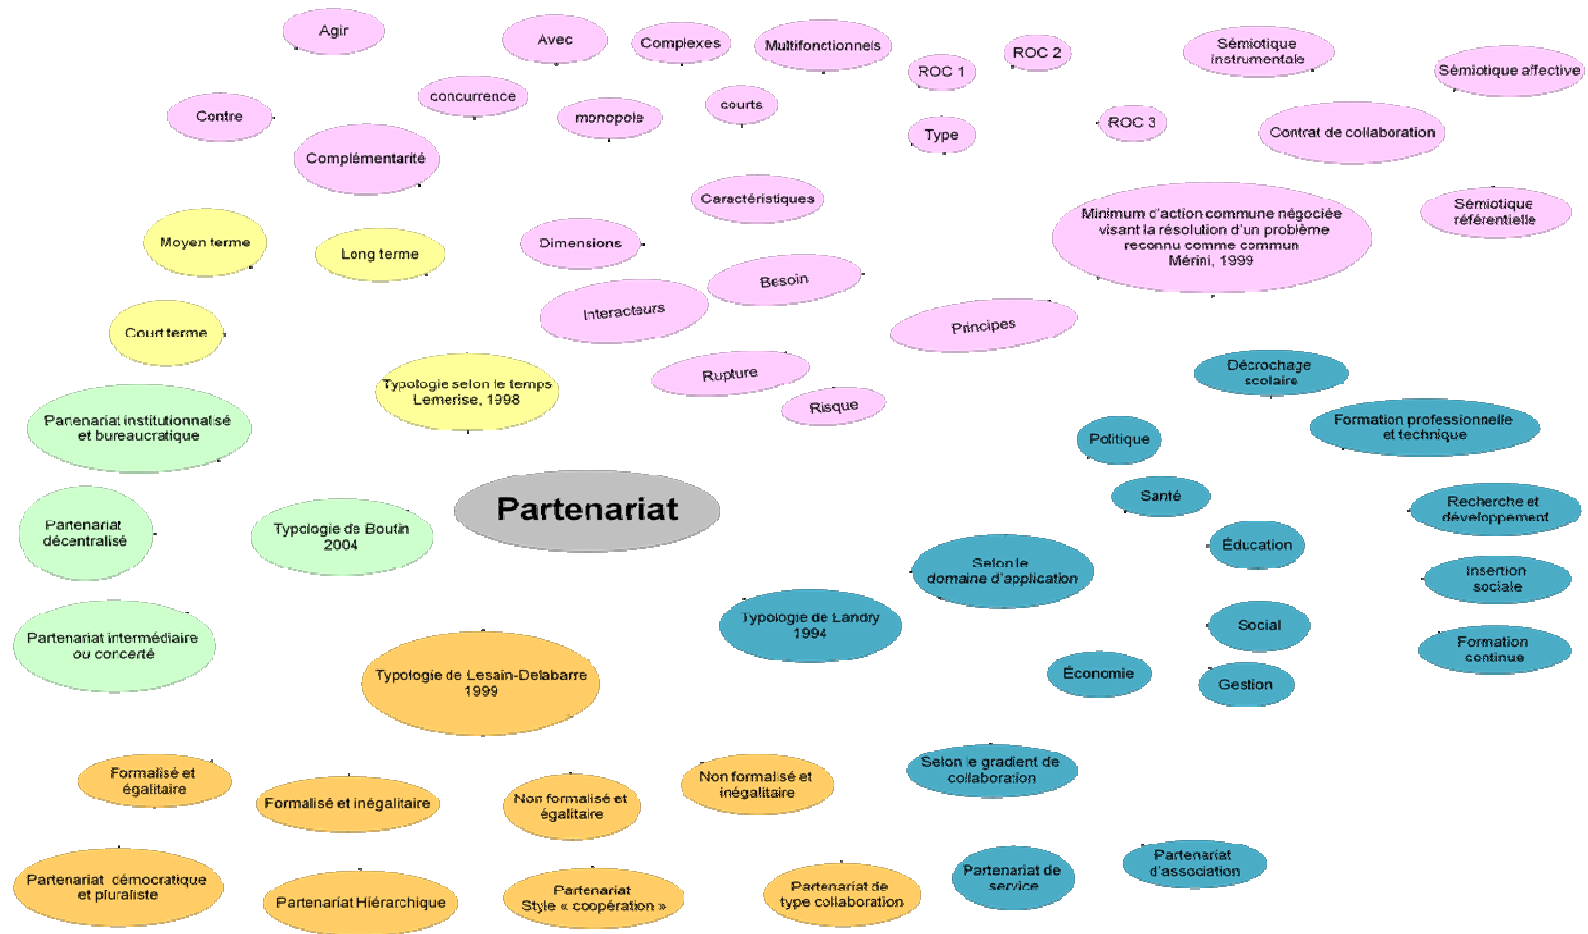 Agir
Avec
Complexes
Multifonctionnels
ROC 1
ROC 2
Sémiotique
instrumentale
Sémiotique affective
Contre
concurrence
monopole
courts
Type
ROC 3
Contrat de collaboration
Complémentarité
Caractéristiques
Minimum d'action commune négociée
visant la résolution d'un problème
reconnu comme commun
Mérini, 1999
Sémiotique
référentielle
Moyen terme
Long terme
Dimensions
Besoin
Interacteurs
Principes
Court terme
Typologie selon le temps
Lemerise, 1998
Rupture
Risque
Décrochage
scolaire
Partenariat institutionnalisé
et bureaucratique
Politique
Formation professionnelle
et technique
Santé
Recherche et
développement
Partenariat
décentralisé
Typologie de Boutin
2004
Partenariat
Éducation
Selon le
domaine d'application
Insertion
sociale
Typologie de Landry
1994
Social
Formation
continue
Partenariat intermédiaire
ou concerté
Typologie de Lesain-Delabarre
1999
Économie
Gestion
Formalisé et
égalitaire
Formalisé et inégalitaire
Non formalisé et
égalitaire
Non formalisé et
inégalitaire
Selon le gradient de
collaboration
Partenariat démocratique
et pluraliste
Partenariat Hiérarchique
Partenariat
Style « coopération »
Partenariat de
type collaboration
Partenariat de
service
Partenariat
d'association